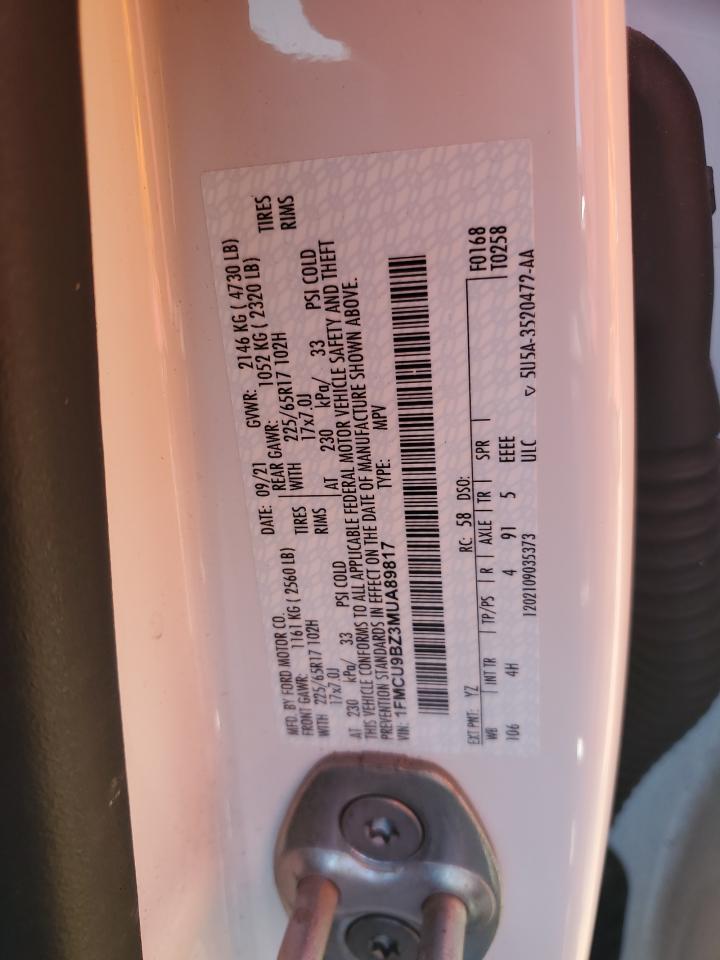 MFD. BY FORD MOTOR CO.
DATE: 09/21 GVWR: 2146 KG ( 4730 LB)
FRONT GAWR: 1161 KG ( 2560 LB) REAR GAWR: 1052 KG ( 2320 LB)
WITH 225/65R17 102H TIRES WITH 225/65R17 102H TIRES
17x7.0J RIMS 17x7.0J RIMS
AT 230 kPa/ 33 PSI COLD AT 230 kPa/ 33 PSI COLD
THIS VEHICLE CONFORMS TO ALL APPLICABLE FEDERAL MOTOR VEHICLE SAFETY AND THEFT
PREVENTION STANDARDS IN EFFECT ON THE DATE OF MANUFACTURE SHOWN ABOVE.
VIN: 1FMCU9BZ3MUA89817 TYPE: MPV
EXT PNT: YZ RC: 58 DSO: F0168
WB INT TR TP/PS R AXLE TR SPR T0258
106 4H 4 91 5 EEEE
1202109035373 ULC ▽ 5U5A-3520472-AA